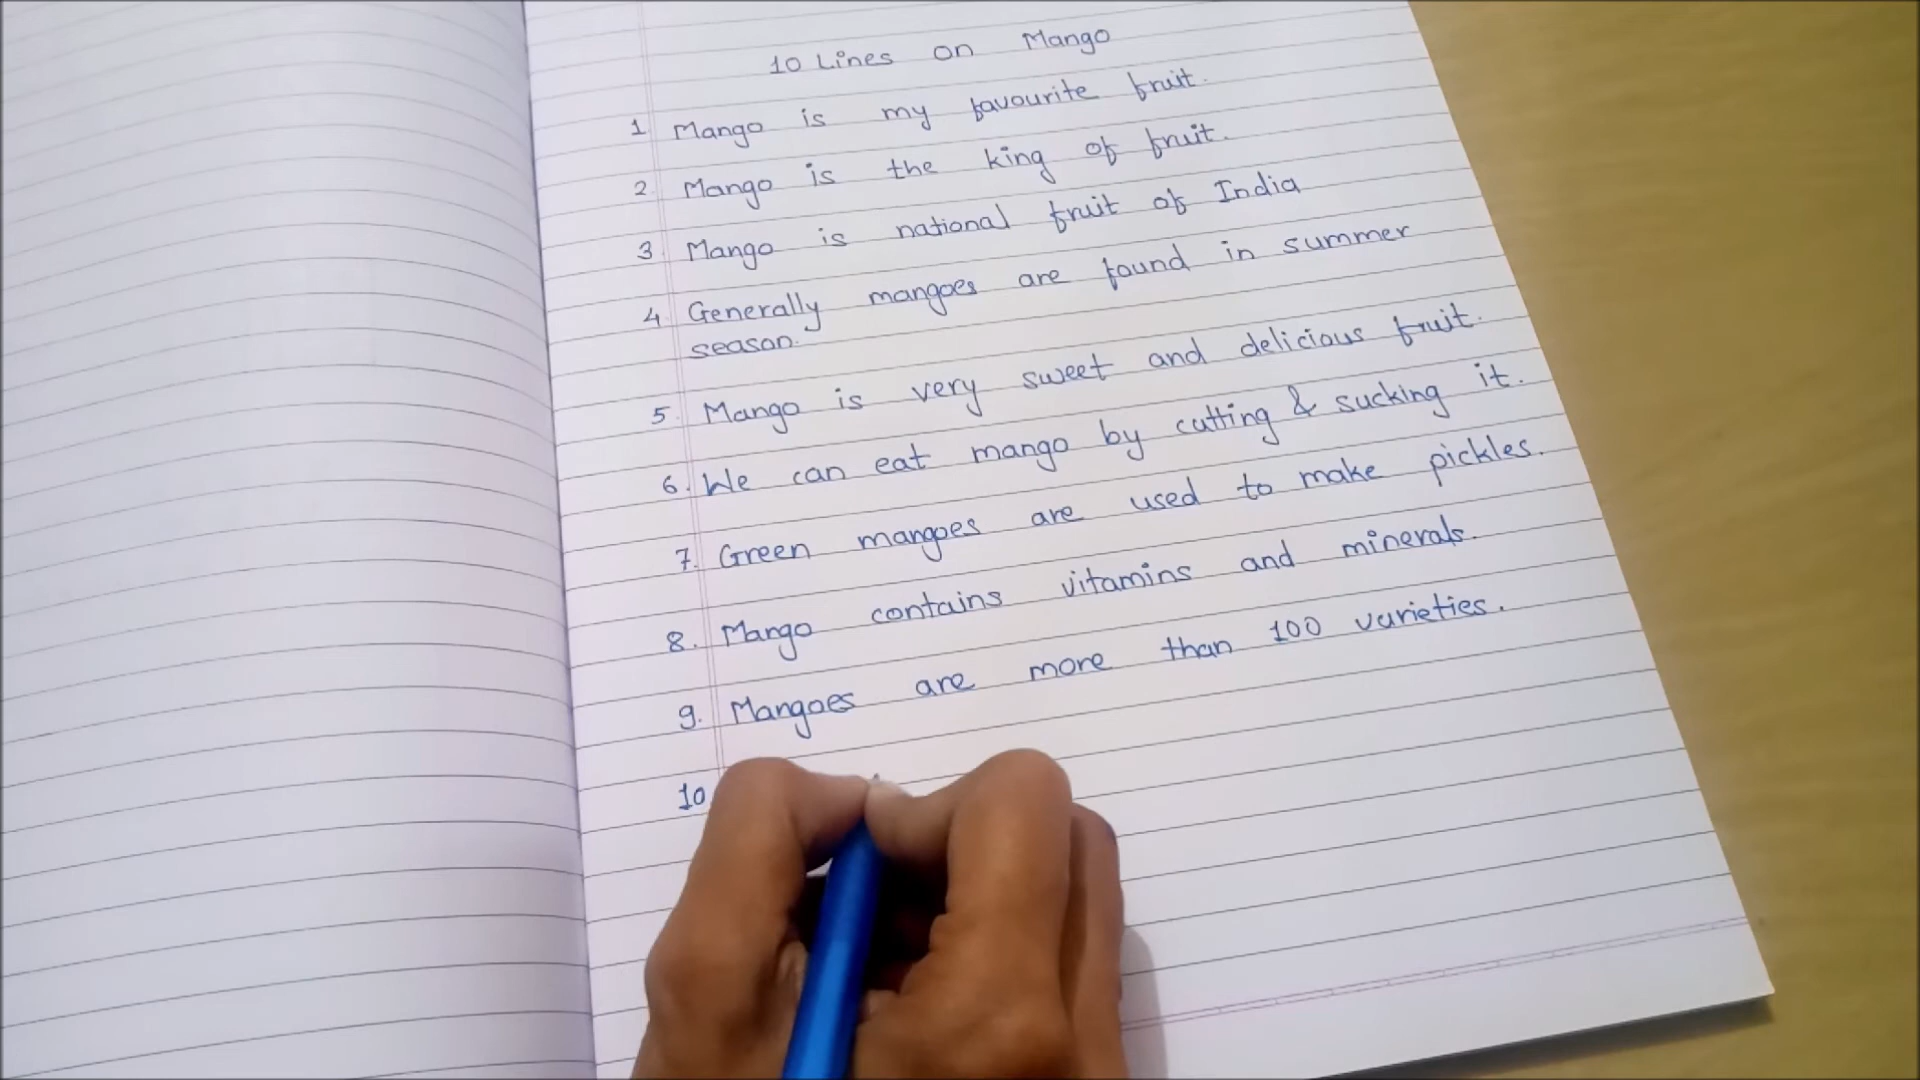 10 Lines on Mango
1 Mango is my favourite fruit.
2 Mango is the king of fruit.
3 Mango is national fruit of India
4 Generally mangoes are found in summer
season.
5. Mango is very sweet and delicious fruit.
6. We can eat mango by cutting & sucking it.
7. Green mangoes are used to make pickles.
8. Mango contains vitamins and minerals.
9. Mangoes are more than 100 varieties.
10